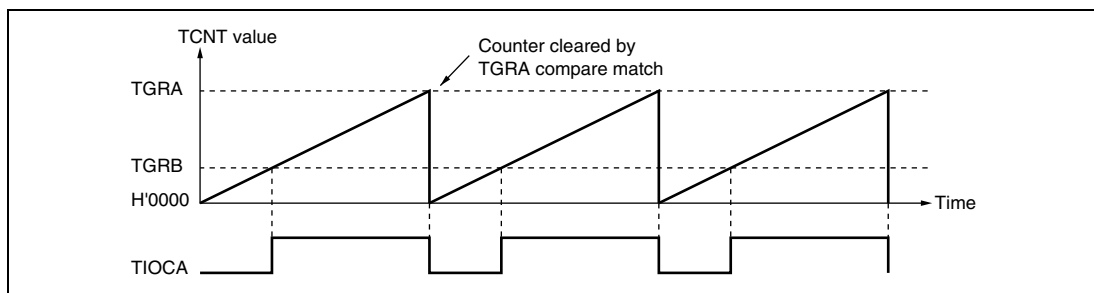 TCNT value
Counter cleared by
TGRA compare match
TGRA
TGRB
H'0000
Time
TIOCA